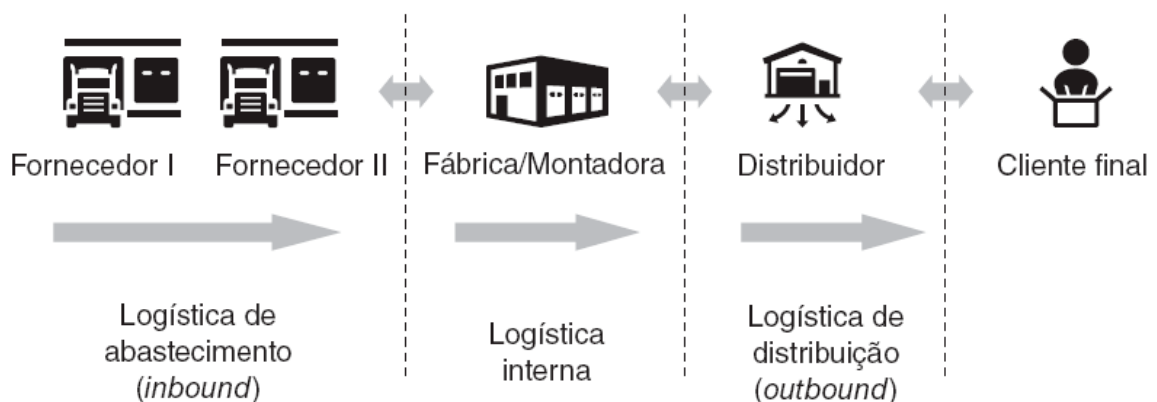 Fornecedor I
Fornecedor II
Fábrica/Montadora
Distribuidor
Cliente final
Logística de
abastecimento
(inbound)
Logística
interna
Logística de
distribuição
(outbound)